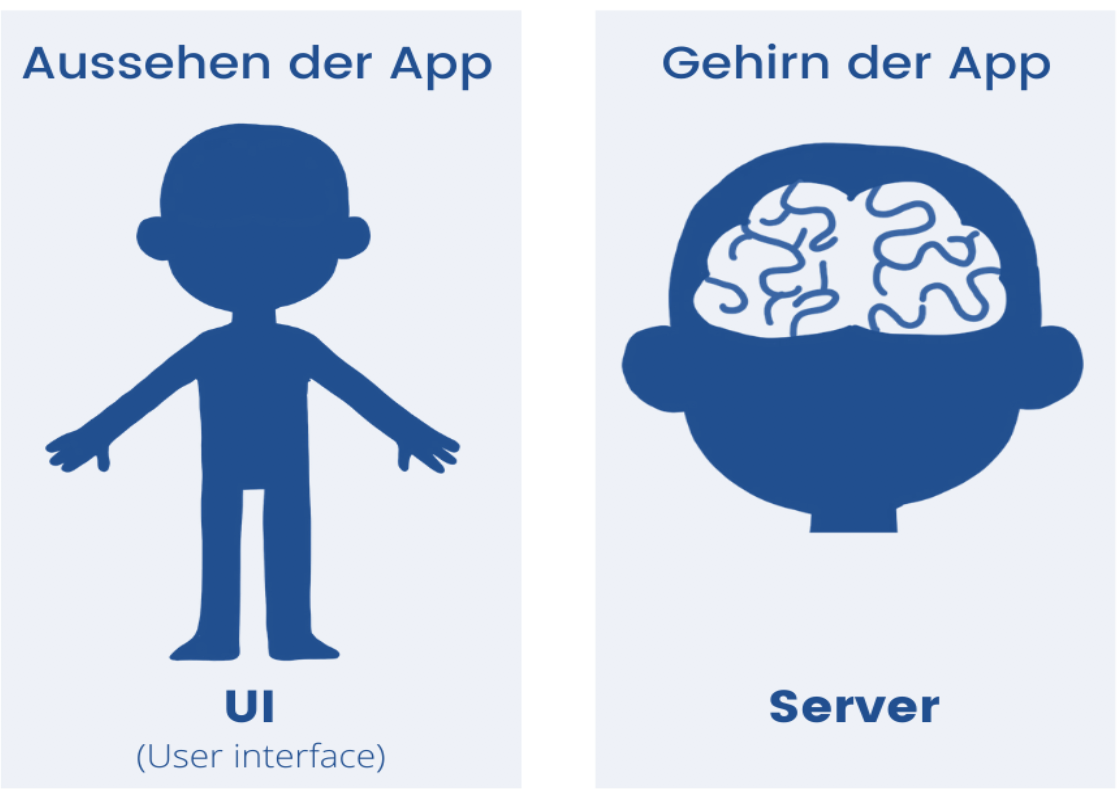 Aussehen der App
UI
(User interface)
Gehirn der App
Server